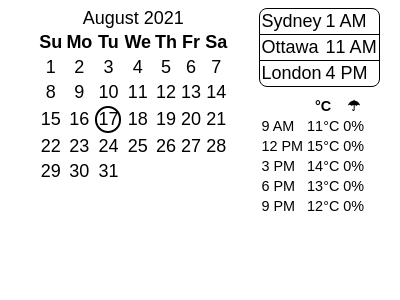 August 2021
Su Mo Tu We Th Fr Sa
1 2 3 4 5 6 7
8 9 10 11 12 13 14
15 16 17 18 19 20 21
22 23 24 25 26 27 28
29 30 31
Sydney 1 AM
Ottawa 11 AM
London 4 PM
°C ☂
9 AM 11°C 0%
12 PM 15°C 0%
3 PM 14°C 0%
6 PM 13°C 0%
9 PM 12°C 0%